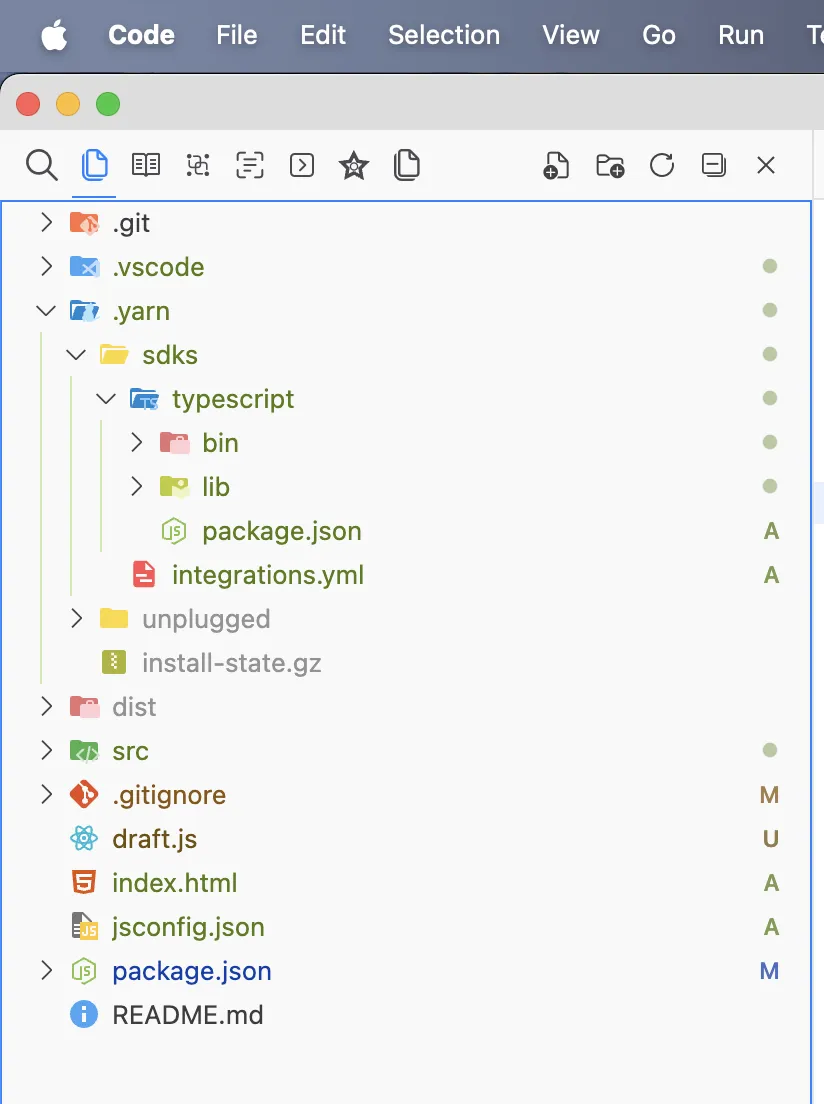 Code File Edit Selection View Go Run
.git
.vscode
.yarn
sdks
typescript
bin
lib
package.json A
integrations.yml A
unplugged
install-state.gz
dist
src
.gitignore M
draft.js U
index.html A
jsconfig.json A
package.json M
README.md